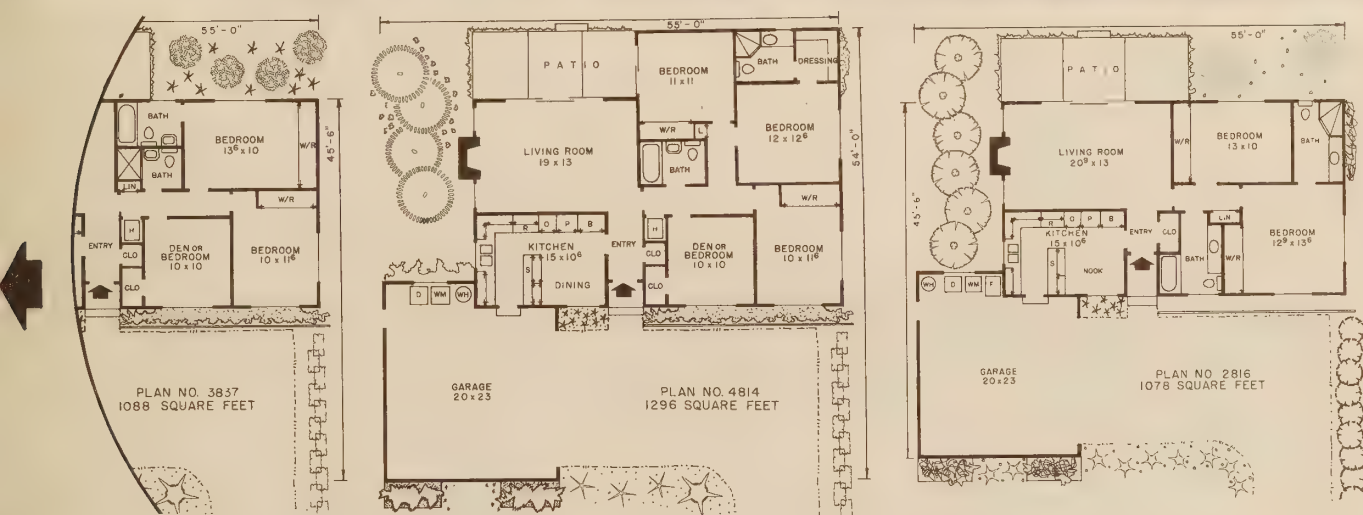 55'-0"
BATH
BEDROOM
13⁶ x 10
W/R
45'-6"
BATH
LIN
W/R
H
ENTRY
DEN OR
BEDROOM
10 x 10
BEDROOM
10 x 11⁶
CLO
CLO
PLAN NO. 3837
1088 SQUARE FEET
55'-0"
PATIO
BEDROOM
11 x 11
BATH
DRESSING
W/R
L
BEDROOM
12 x 12⁶
54'-0"
LIVING ROOM
19 x 13
BATH
W/R
R
O
P
B
KITCHEN
15 x 10⁶
S
DINING
ENTRY
H
CLO
CLO
DEN OR
BEDROOM
10 x 10
BEDROOM
10 x 11⁶
D
WM
WH
GARAGE
20 x 23
PLAN NO. 4814
1296 SQUARE FEET
55'-0"
PATIO
LIVING ROOM
20⁹ x 13
W/R
BEDROOM
13 x 10
BATH
45'-6"
R
O
P
B
KITCHEN
15 x 10⁶
S
NOOK
ENTRY
CLO
LIN
BATH
W/R
BEDROOM
12⁹ x 13⁶
WH
D
WM
F
GARAGE
20 x 23
PLAN NO 2816
1078 SQUARE FEET